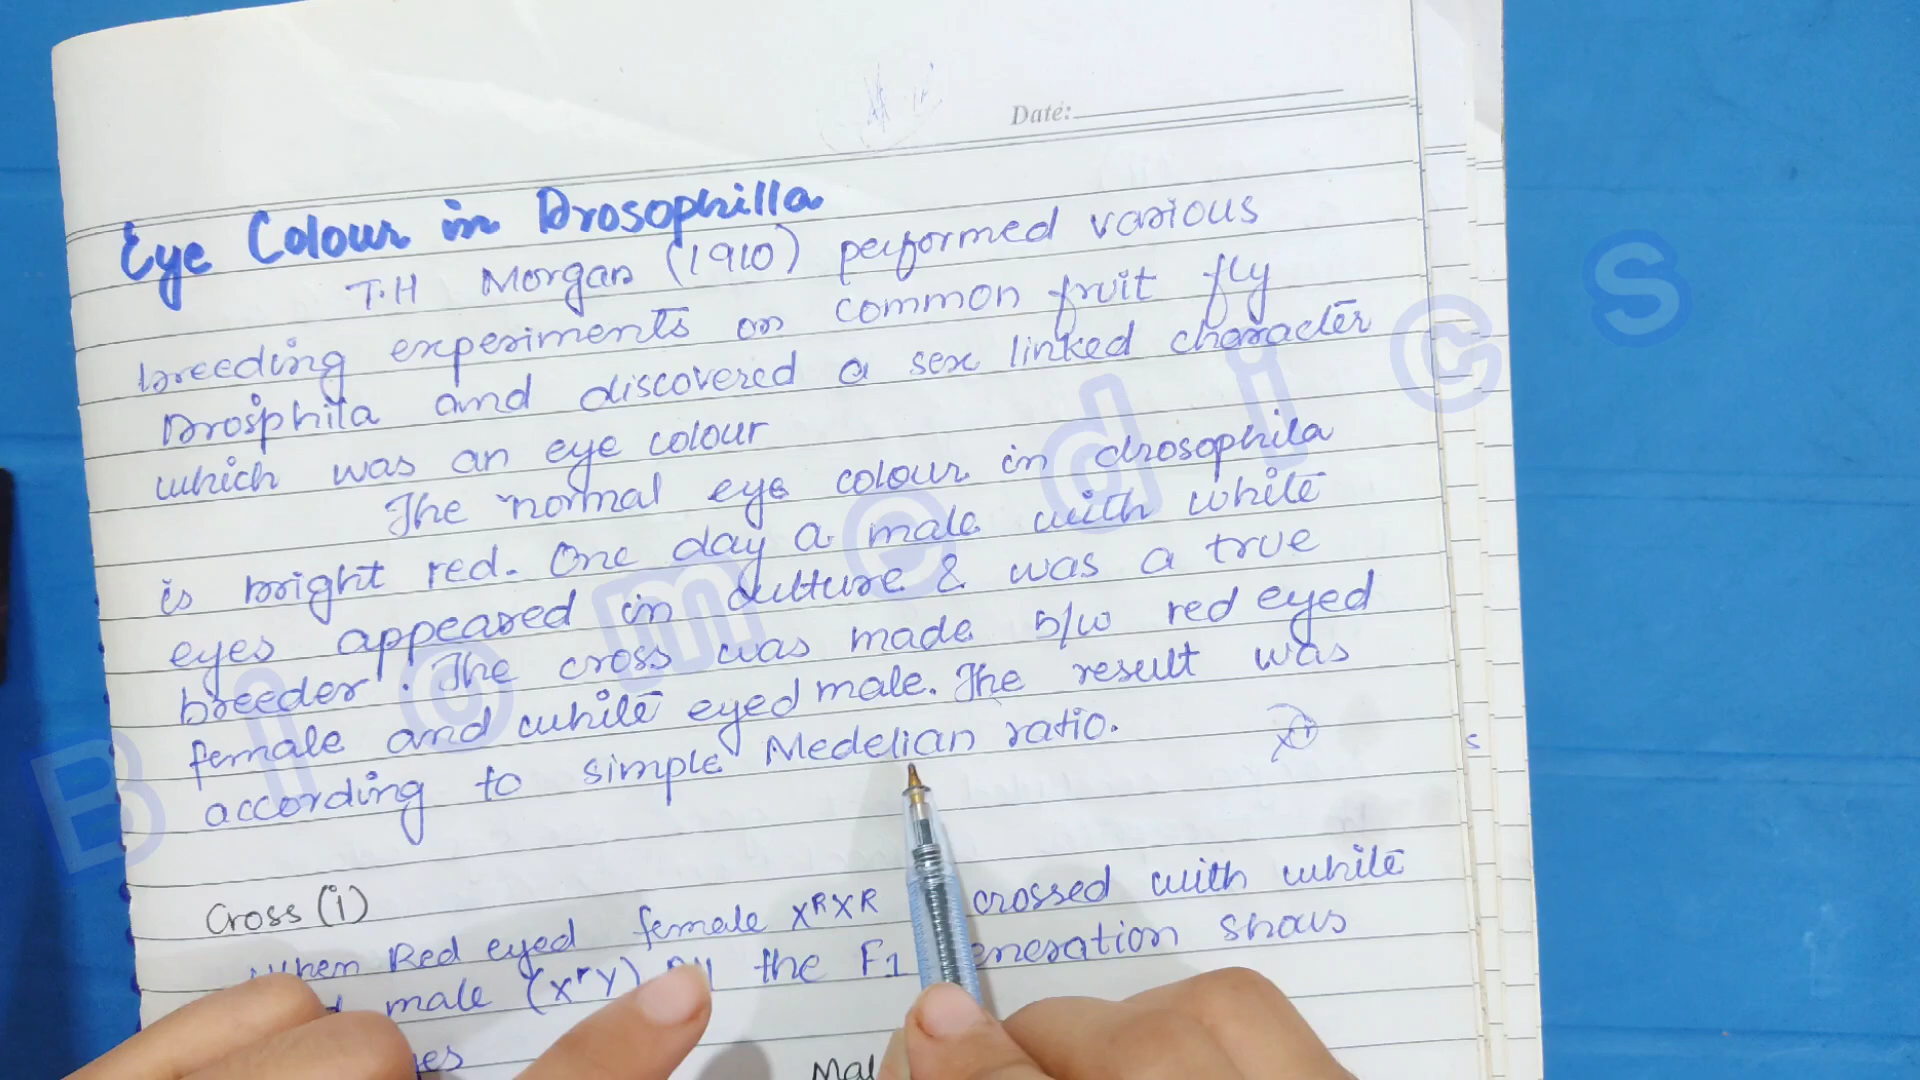 Date:
Eye Colour in Drosophilla
T.H Morgan (1910) performed various
breeding experiments on common fruit fly
Drosphila and discovered a sex linked character
which was an eye colour
The normal eye colour in drosophila
is bright red. One day a male with white
eyes appeared in culture & was a true
breeder. The cross was made b/w red eyed
female and white eyed male. The result was
according to simple Medelian ratio.
Cross (i)
When Red eyed female XRXR crossed with white
male (XrY) the F1 generation shows
Biomedics